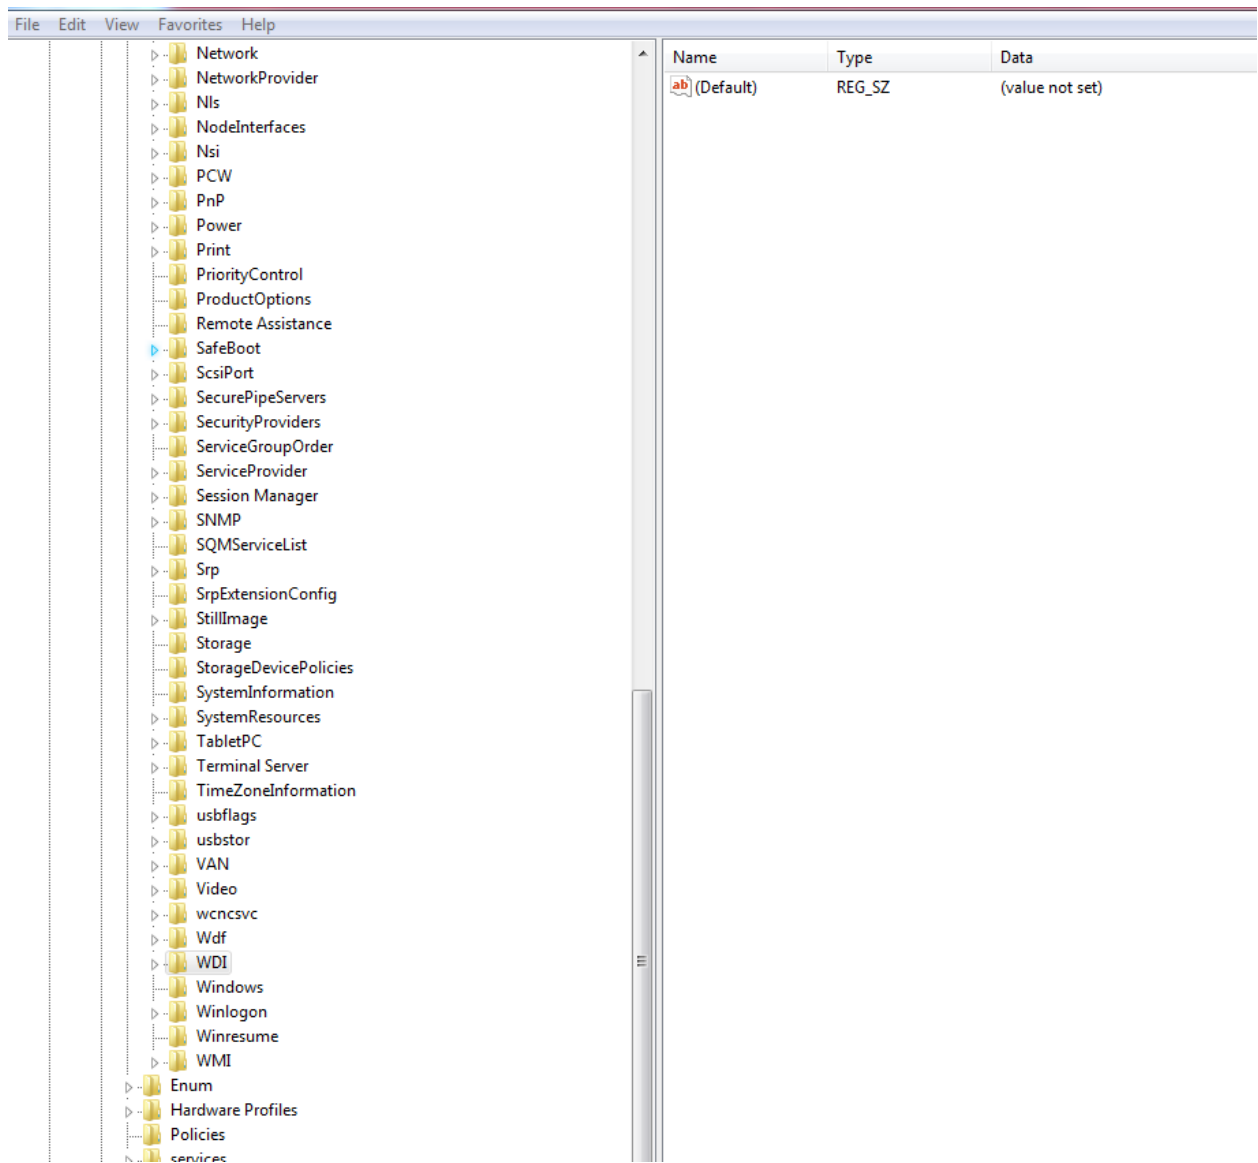 File Edit View Favorites Help
Network
NetworkProvider
Nls
NodeInterfaces
Nsi
PCW
PnP
Power
Print
PriorityControl
ProductOptions
Remote Assistance
SafeBoot
ScsiPort
SecurePipeServers
SecurityProviders
ServiceGroupOrder
ServiceProvider
Session Manager
SNMP
SQMServiceList
Srp
SrpExtensionConfig
StillImage
Storage
StorageDevicePolicies
SystemInformation
SystemResources
TabletPC
Terminal Server
TimeZoneInformation
usbflags
usbstor
VAN
Video
wcncsvc
Wdf
WDI
Windows
Winlogon
Winresume
WMI
Enum
Hardware Profiles
Policies
services
Name Type Data
ab (Default) REG_SZ (value not set)